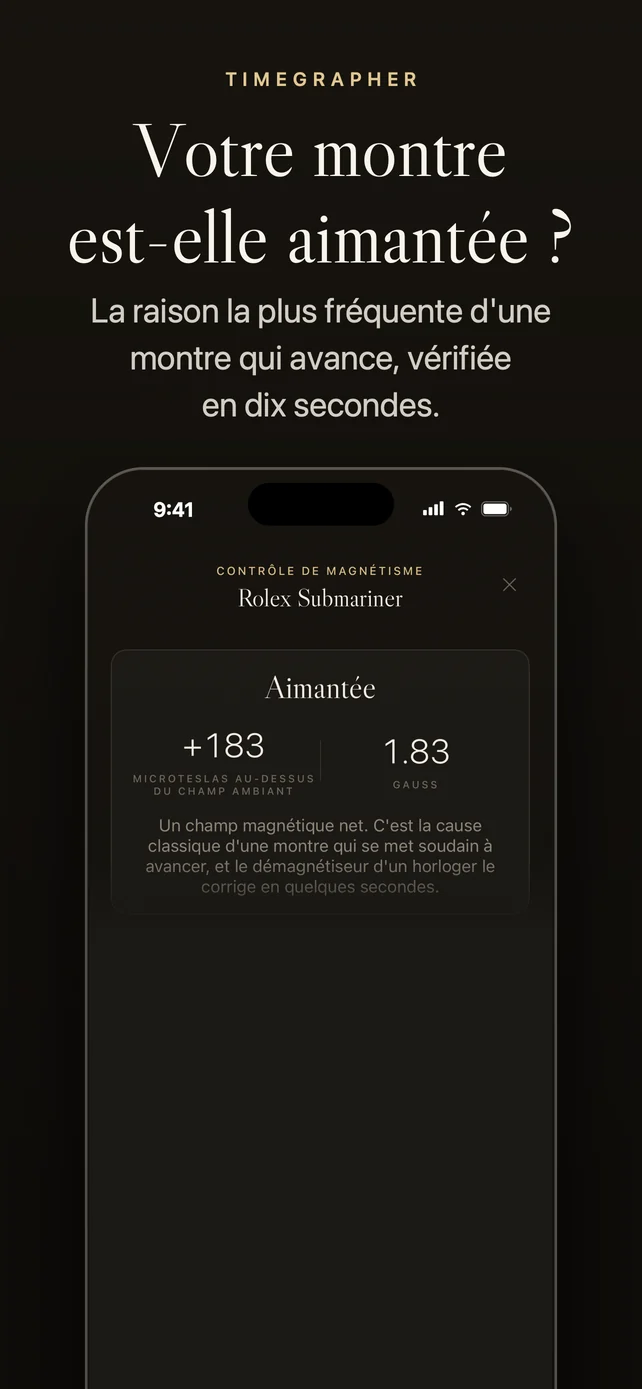 TIMEGRAPHER
Votre montre
est-elle aimantée ?
La raison la plus fréquente d'une
montre qui avance, vérifiée
en dix secondes.
9:41
CONTRÔLE DE MAGNÉTISME
Rolex Submariner
Aimantée
+183
MICROTESLAS AU-DESSUS
DU CHAMP AMBIANT
1.83
GAUSS
Un champ magnétique net. C'est la cause
classique d'une montre qui se met soudain à
avancer, et le démagnétiseur d'un horloger le
corrige en quelques secondes.